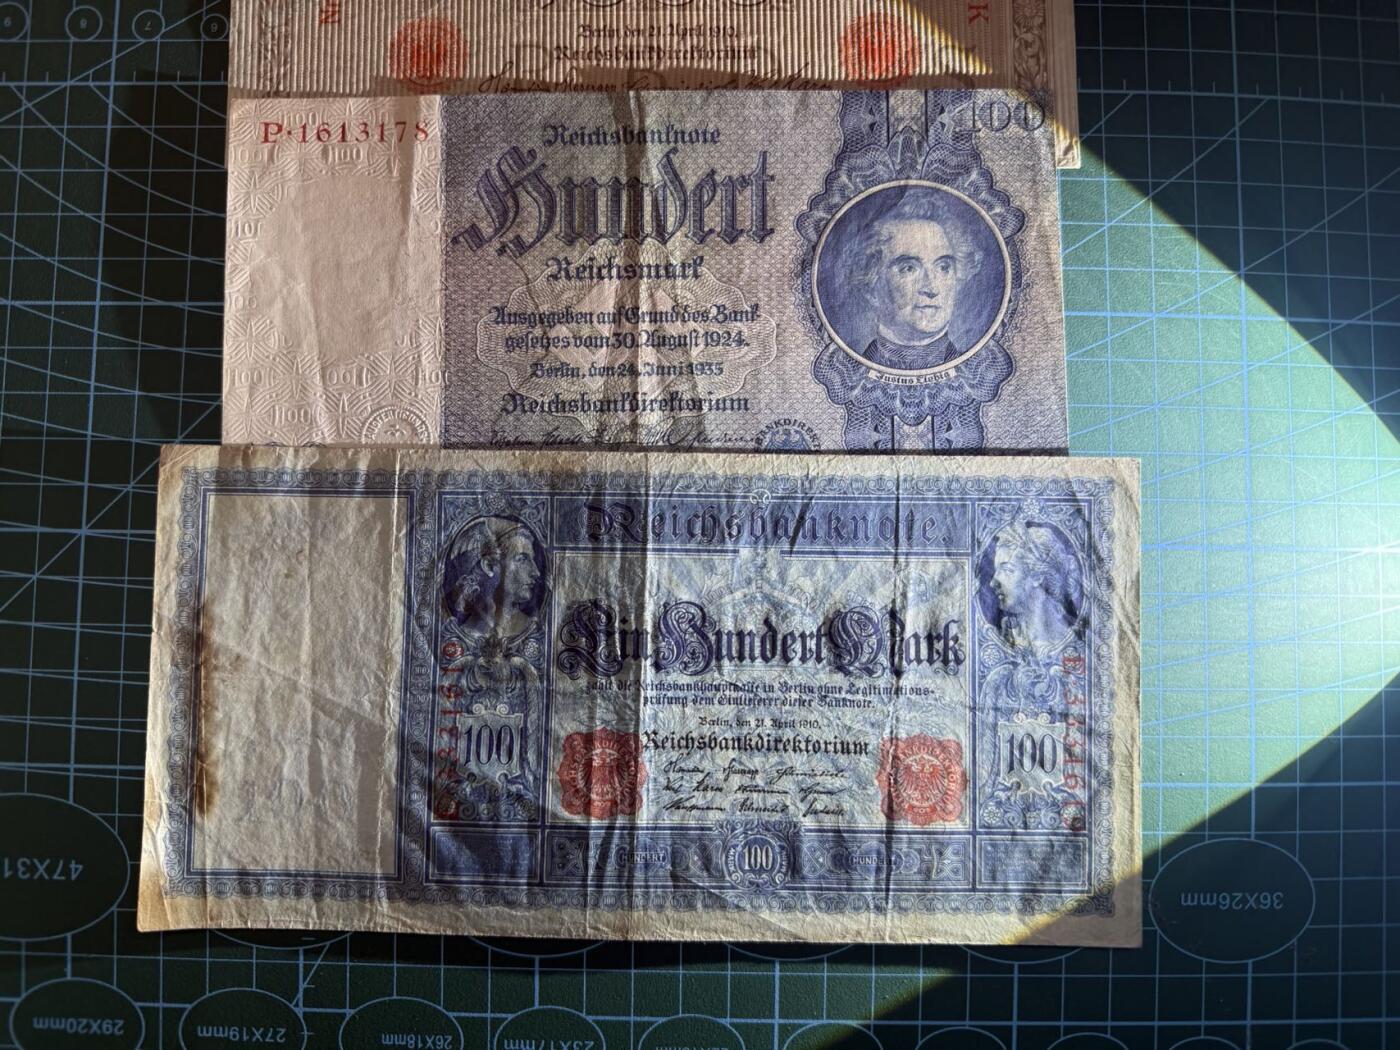 Berlin, den 21. April 1910.
Reichsbankdirektorium
P·1613178
100
Reichsbanknote
Hundert
Reichsmark
Ausgegeben auf Grund des Bank-
gesetzes vom 30. August 1924.
Berlin, den 24. Juni 1935
Reichsbankdirektorium
Justus Liebig
Reichsbanknote.
Ein Hundert Mark
zahlt die Reichsbankhauptkasse in Berlin ohne Legitimations-
prüfung dem Einlieferer dieser Banknote.
Berlin, den 21. April 1910.
Reichsbankdirektorium
100
100
HUNDERT
100
HUNDERT
47X31
36X26mm
29X20mm
27X19mm
26X18mm
23X17mm